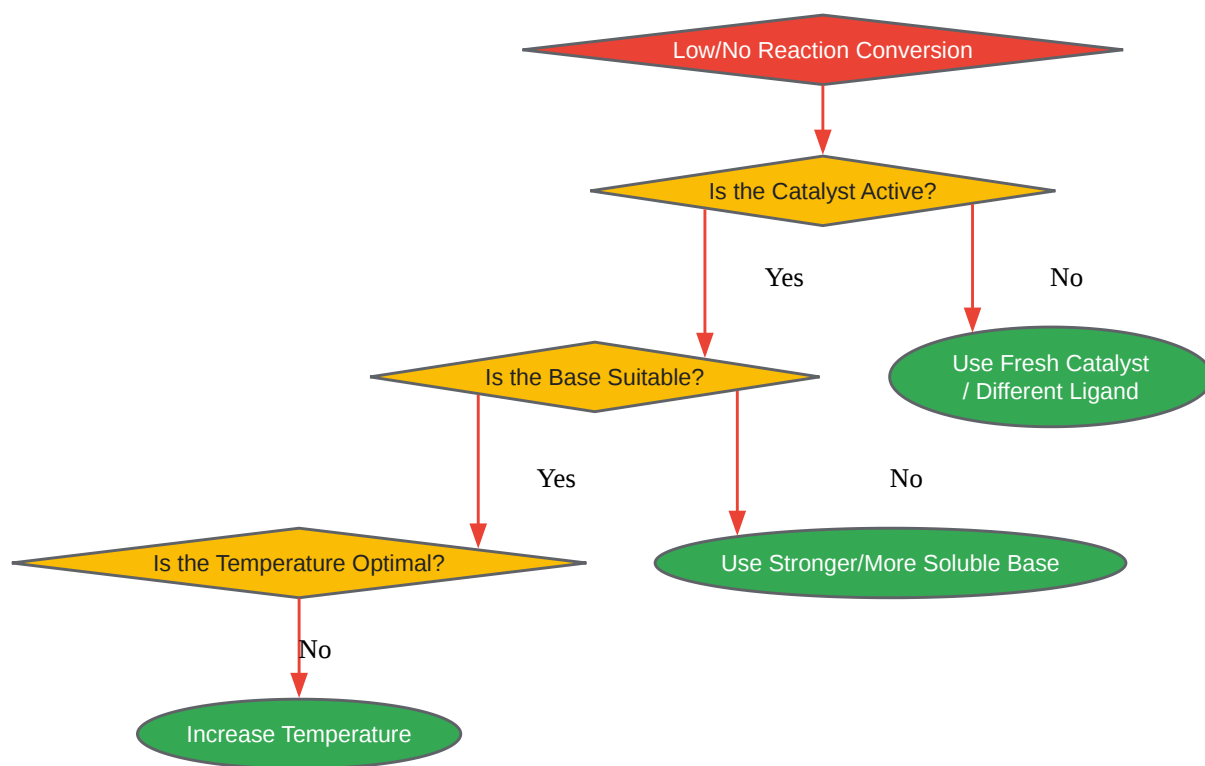 Low/No Reaction Conversion
Is the Catalyst Active?
Yes
No
Is the Base Suitable?
Use Fresh Catalyst
/ Different Ligand
Yes
No
Is the Temperature Optimal?
Use Stronger/More Soluble Base
No
Increase Temperature